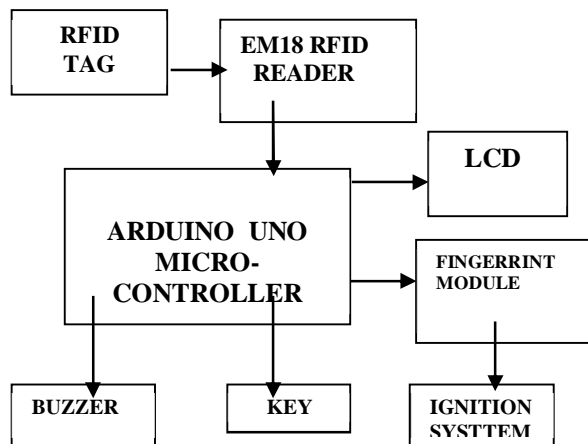 RFID
TAG
EM18 RFID
READER
LCD
ARDUINO UNO
MICRO-
CONTROLLER
FINGERRINT
MODULE
BUZZER
KEY
IGNITION
SYSTTEM